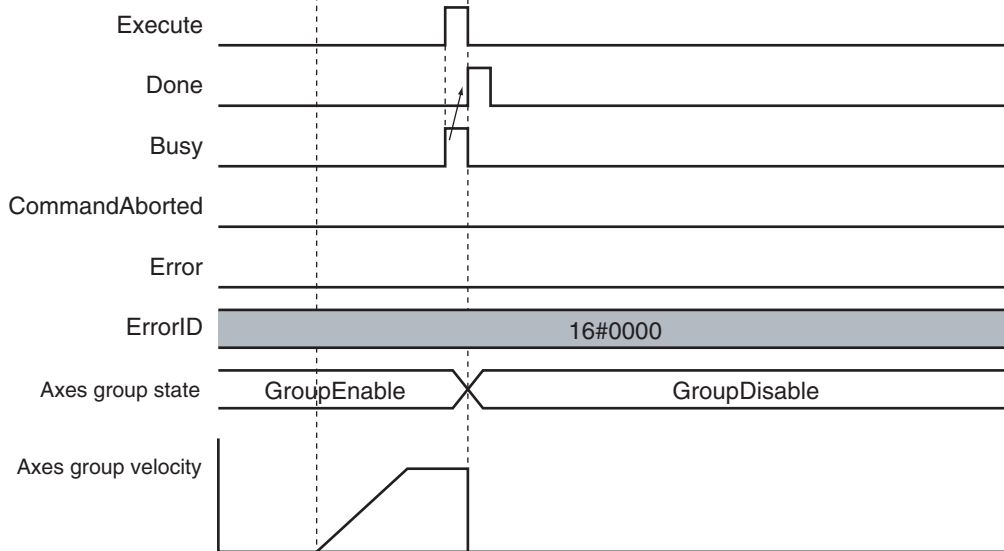 Execute
Done
Busy
CommandAborted
Error
ErrorID 16#0000
Axes group state GroupEnable GroupDisable
Axes group velocity